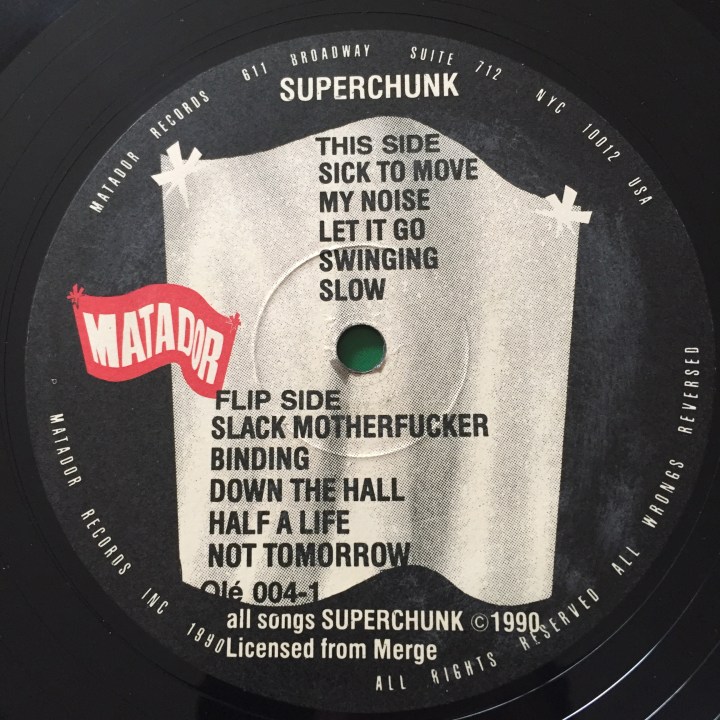 MATADOR RECORDS 611 BROADWAY SUITE 712 NYC 10012 USA
SUPERCHUNK
THIS SIDE
SICK TO MOVE
MY NOISE
LET IT GO
SWINGING
SLOW
MATADOR
FLIP SIDE
SLACK MOTHERFUCKER
BINDING
DOWN THE HALL
HALF A LIFE
NOT TOMORROW
Olé 004-1
all songs SUPERCHUNK ©1990
Licensed from Merge
P MATADOR RECORDS INC 1990 ALL RIGHTS RESERVED ALL WRONGS REVERSED